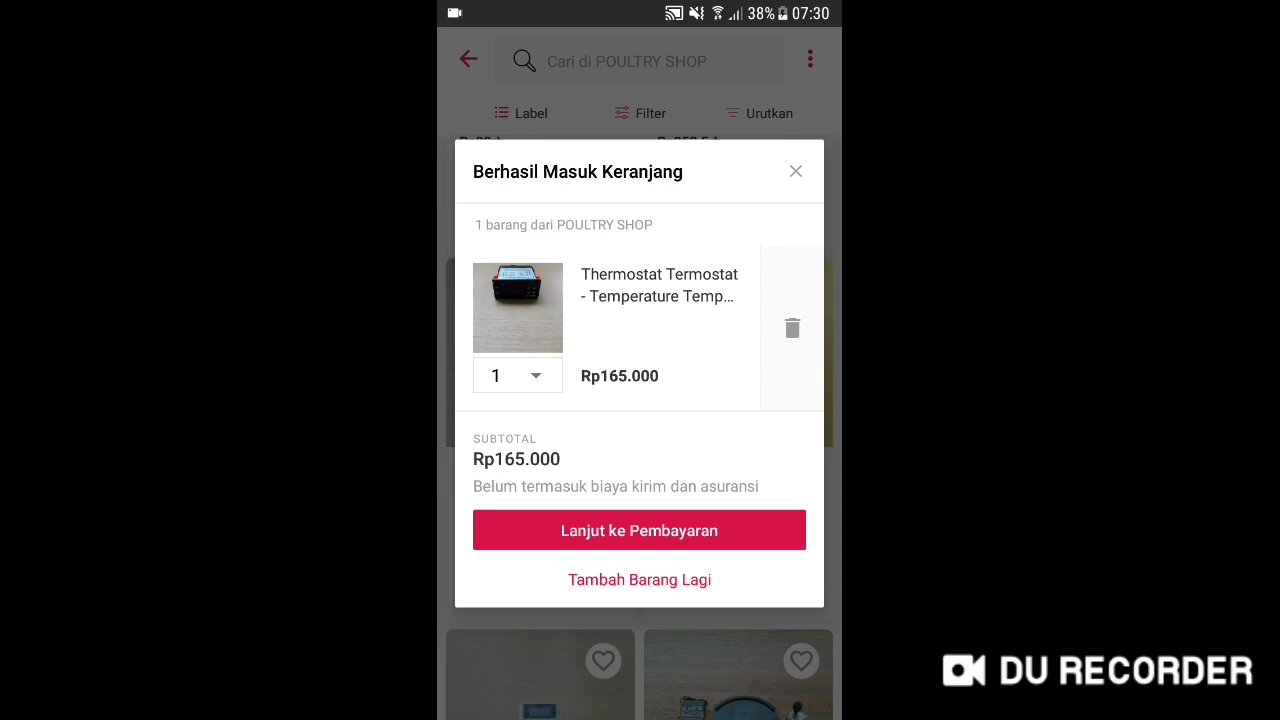 38% 07:30
Cari di POULTRY SHOP
Label Filter Urutkan
Berhasil Masuk Keranjang
1 barang dari POULTRY SHOP
Thermostat Termostat
- Temperature Temp...
1 Rp165.000
SUBTOTAL
Rp165.000
Belum termasuk biaya kirim dan asuransi
Lanjut ke Pembayaran
Tambah Barang Lagi
DU RECORDER